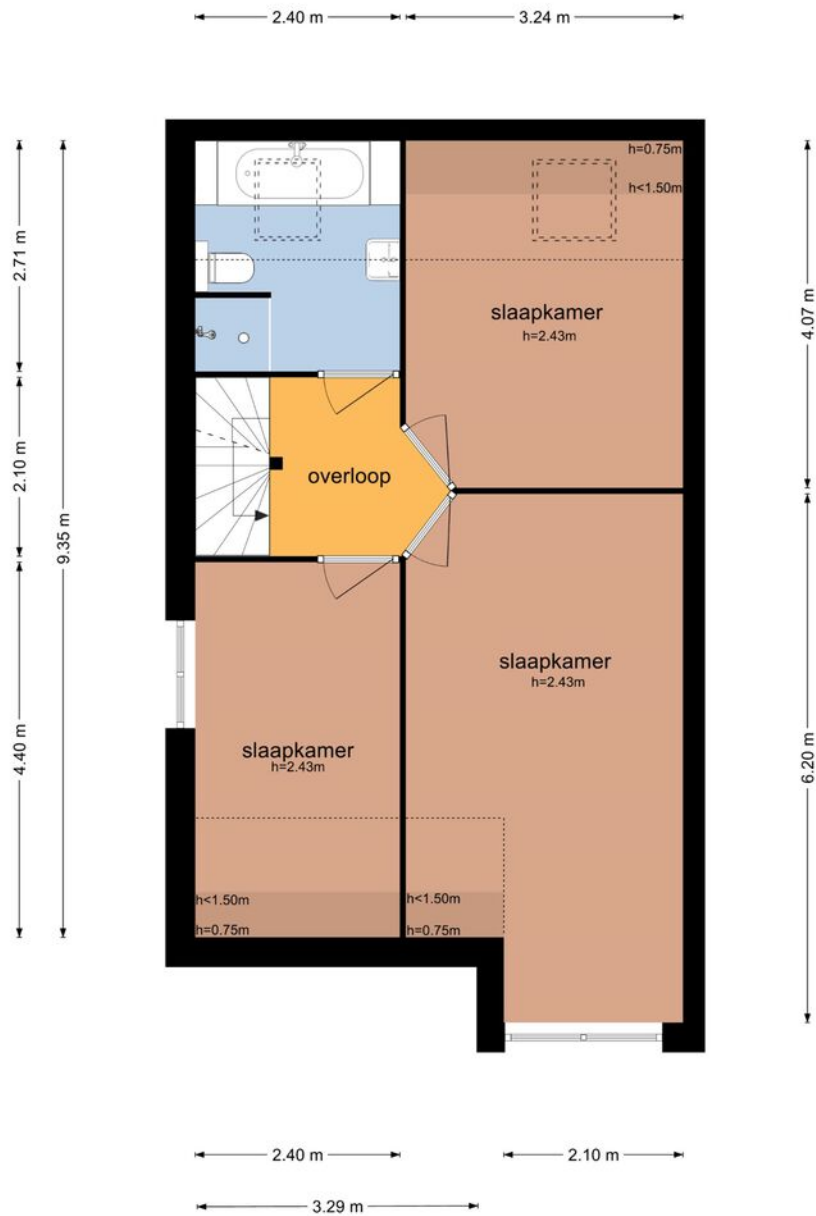 2.40 m
3.24 m
h=0.75m
h<1.50m
2.71 m
4.07 m
slaapkamer
h=2.43m
2.10 m
9.35 m
overloop
slaapkamer
h=2.43m
4.40 m
6.20 m
slaapkamer
h=2.43m
h<1.50m
h<1.50m
h=0.75m
h=0.75m
2.40 m
2.10 m
3.29 m